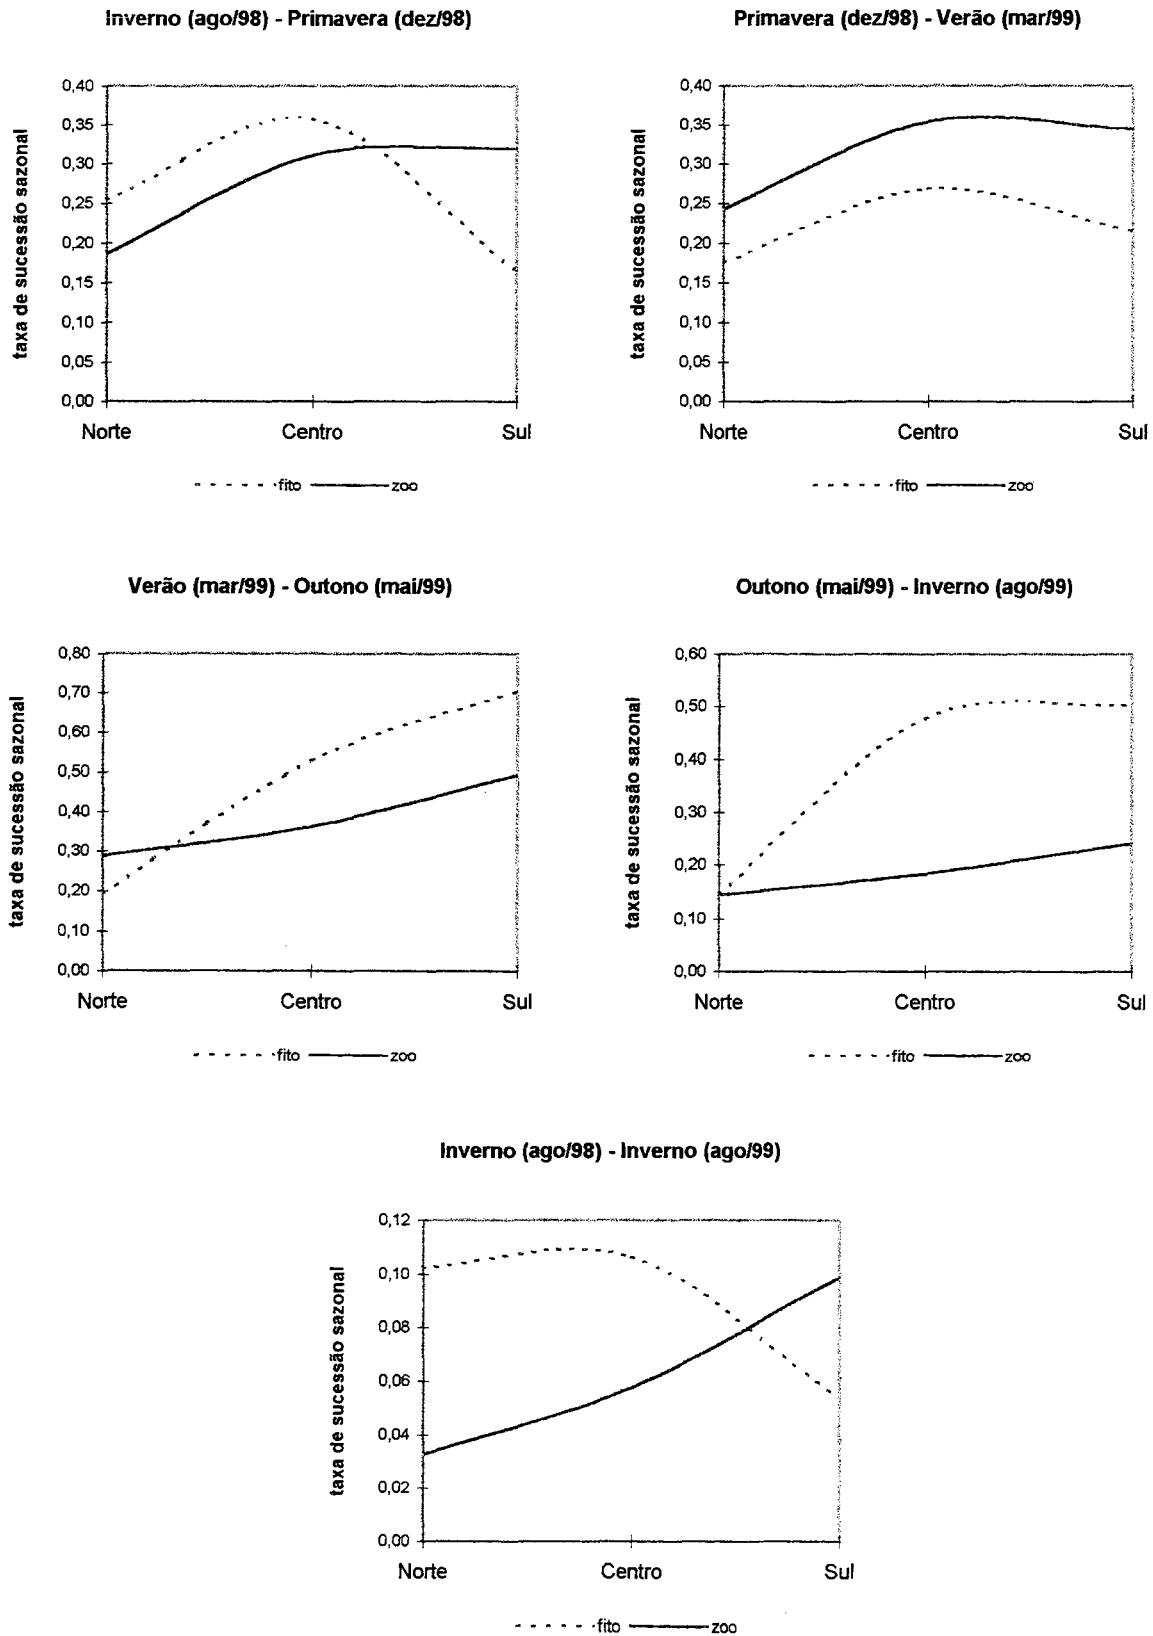 Inverno (ago/98) - Primavera (dez/98)
taxa de sucessão sazonal
0,40
0,35
0,30
0,25
0,20
0,15
0,10
0,05
0,00
Norte Centro Sul
fito zoo
Primavera (dez/98) - Verão (mar/99)
taxa de sucessão sazonal
0,40
0,35
0,30
0,25
0,20
0,15
0,10
0,05
0,00
Norte Centro Sul
fito zoo
Verão (mar/99) - Outono (mai/99)
taxa de sucessão sazonal
0,80
0,70
0,60
0,50
0,40
0,30
0,20
0,10
0,00
Norte Centro Sul
fito zoo
Outono (mai/99) - Inverno (ago/99)
taxa de sucessão sazonal
0,60
0,50
0,40
0,30
0,20
0,10
0,00
Norte Centro Sul
fito zoo
Inverno (ago/98) - Inverno (ago/99)
taxa de sucessão sazonal
0,12
0,10
0,08
0,06
0,04
0,02
0,00
Norte Centro Sul
fito zoo